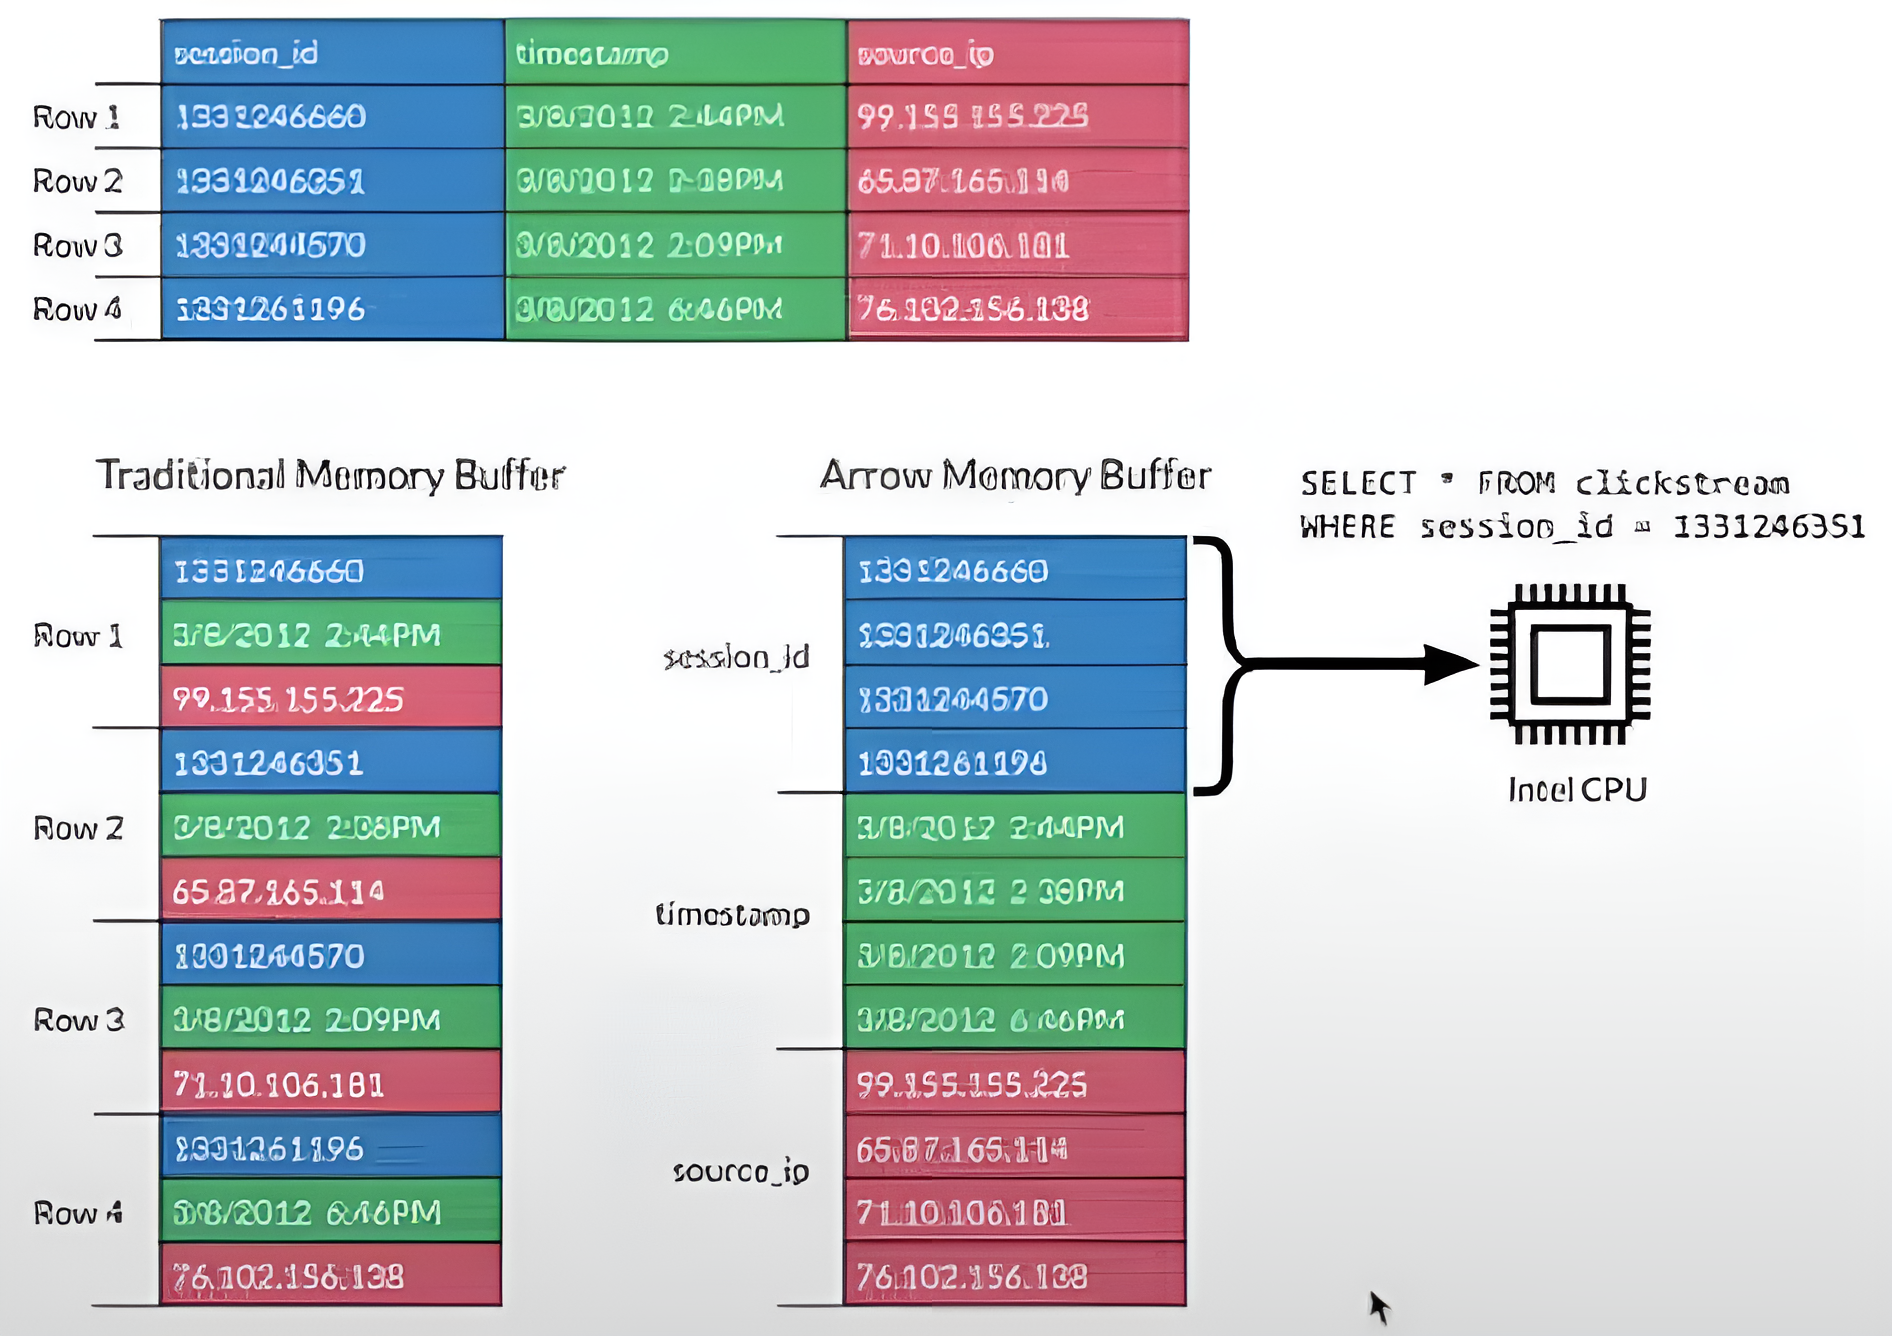 session_id timestamp source_ip
Row 1 1331246660 3/8/2012 2:44PM 99.155.155.225
Row 2 1331246351 3/8/2012 2:38PM 65.87.165.114
Row 3 1331244570 3/8/2012 2:09PM 71.10.106.181
Row 4 1331261196 3/8/2012 6:46PM 76.102.156.138
Traditional Memory Buffer
Row 1
1331246660
3/8/2012 2:44PM
99.155.155.225
Row 2
1331246351
3/8/2012 2:38PM
65.87.165.114
Row 3
1331244570
3/8/2012 2:09PM
71.10.106.181
Row 4
1331261196
3/8/2012 6:46PM
76.102.156.138
Arrow Memory Buffer
session_id
1331246660
1331246351
1331244570
1331261196
timestamp
3/8/2012 2:44PM
3/8/2012 2:38PM
3/8/2012 2:09PM
3/8/2012 6:46PM
source_ip
99.155.155.225
65.87.165.114
71.10.106.181
76.102.156.138
SELECT * FROM clickstream
WHERE session_id = 1331246351
Intel CPU